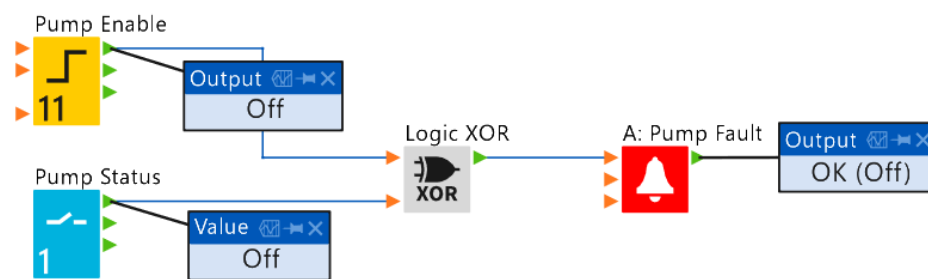 Pump Enable
11
Output
Off
Pump Status
1
Value
Off
Logic XOR
XOR
A: Pump Fault
Output
OK (Off)